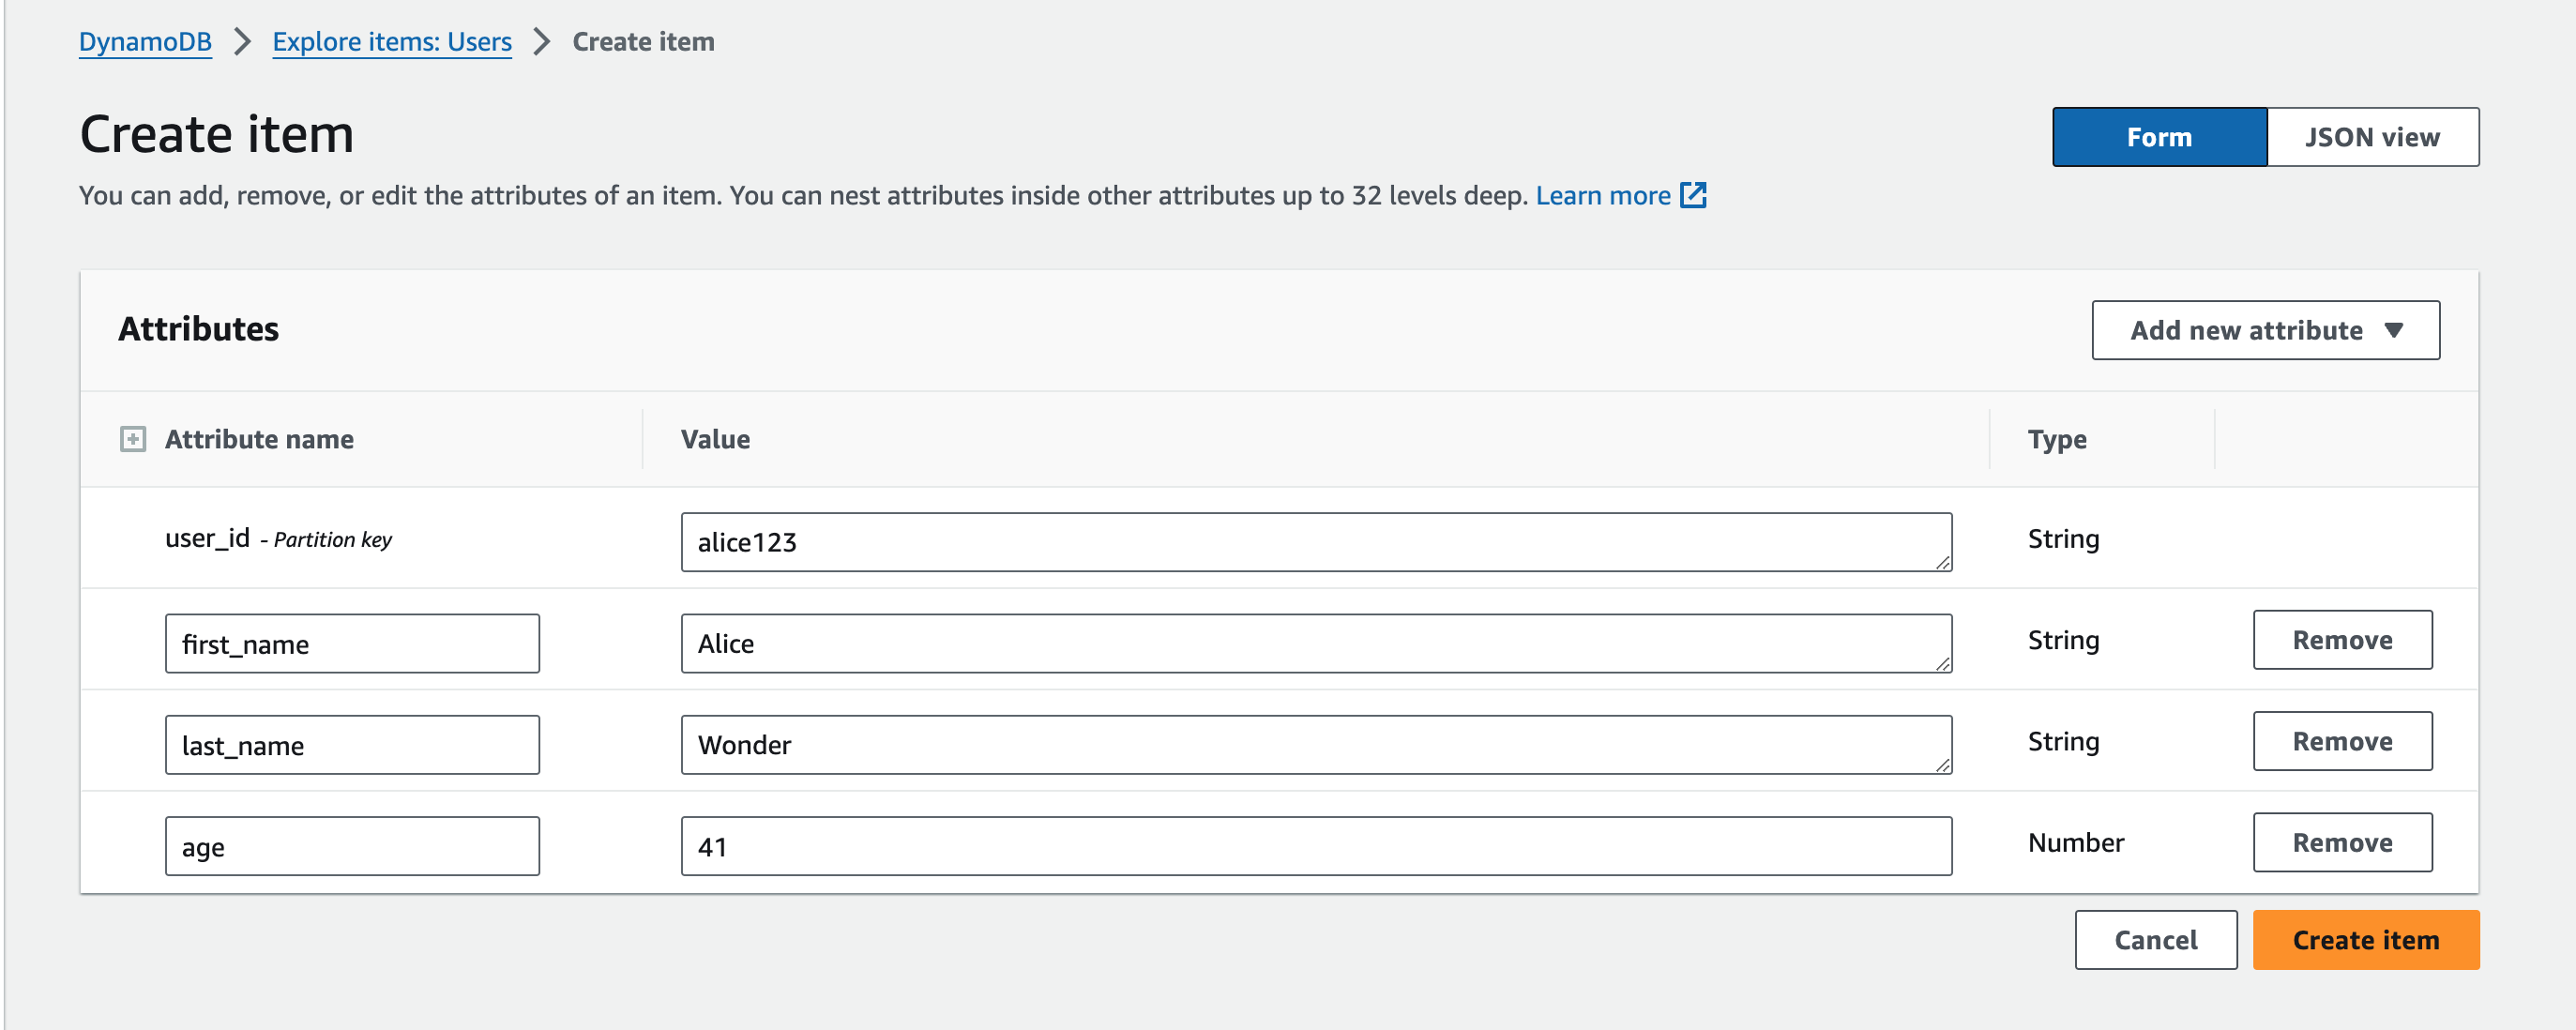 DynamoDB > Explore items: Users > Create item
Create item
Form JSON view
You can add, remove, or edit the attributes of an item. You can nest attributes inside other attributes up to 32 levels deep. Learn more
Attributes
Add new attribute
Attribute name Value Type
user_id - Partition key alice123 String
first_name Alice String Remove
last_name Wonder String Remove
age 41 Number Remove
Cancel Create item